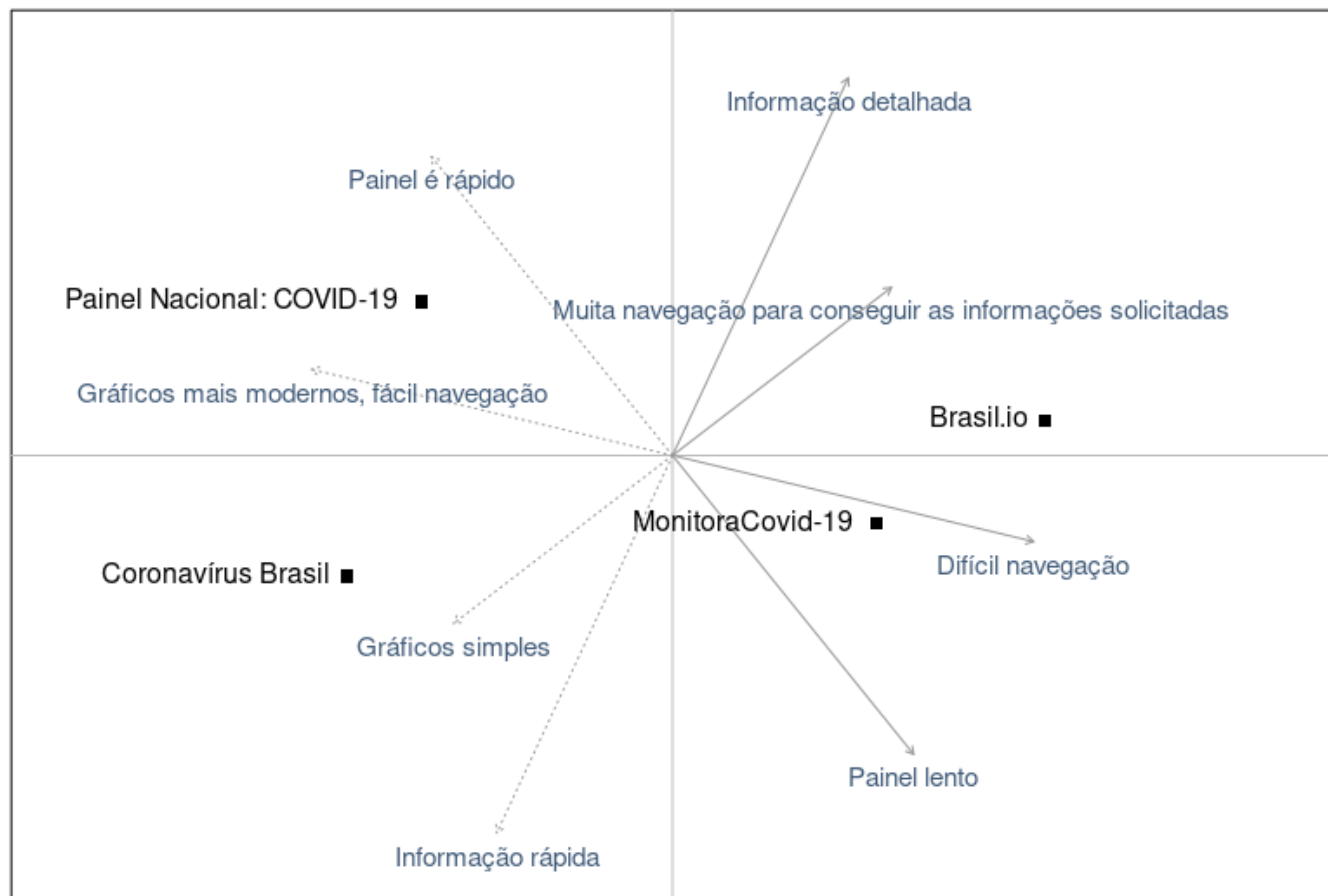 Informação detalhada
Painel é rápido
Painel Nacional: COVID-19
Muita navegação para conseguir as informações solicitadas
Gráficos mais modernos, fácil navegação
Brasil.io
MonitoraCovid-19
Difícil navegação
Coronavírus Brasil
Gráficos simples
Painel lento
Informação rápida